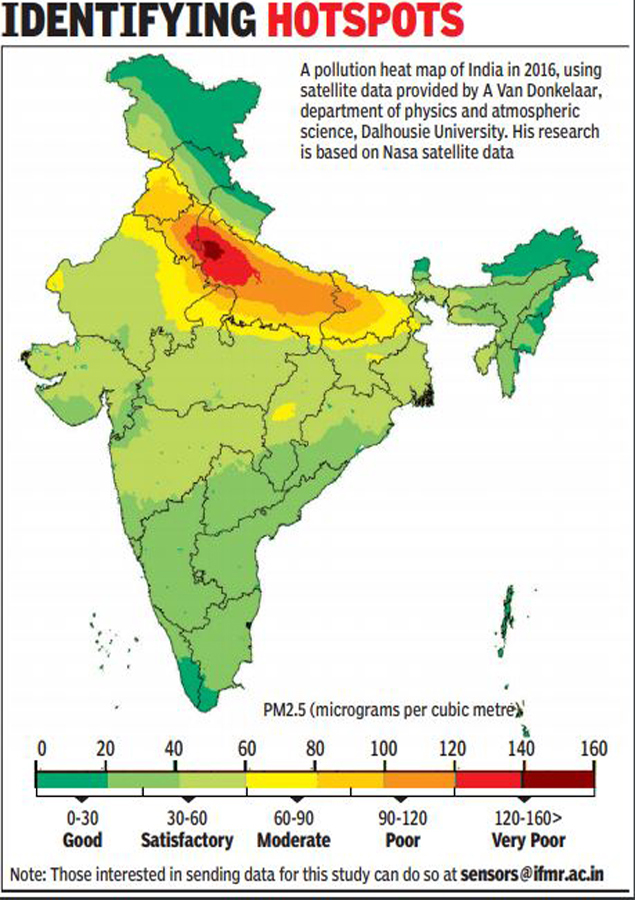 IDENTIFYING HOTSPOTS
A pollution heat map of India in 2016, using
satellite data provided by A Van Donkelaar,
department of physics and atmospheric
science, Dalhousie University. His research
is based on Nasa satellite data
PM2.5 (micrograms per cubic metre)
0 20 40 60 80 100 120 140 160
0-30 30-60 60-90 90-120 120-160>
Good Satisfactory Moderate Poor Very Poor
Note: Those interested in sending data for this study can do so at sensors@ifmr.ac.in